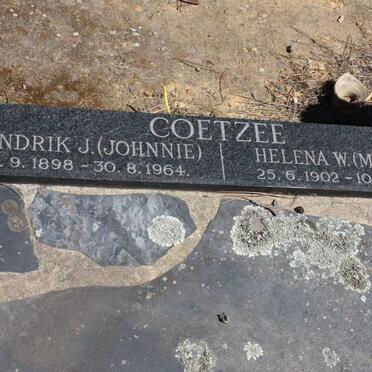 COETZEE
NDRIK J. (JOHNNIE) HELENA W. (M
. 9. 1898 ~ 30. 8. 1964. 25. 6. 1902 ~ 10